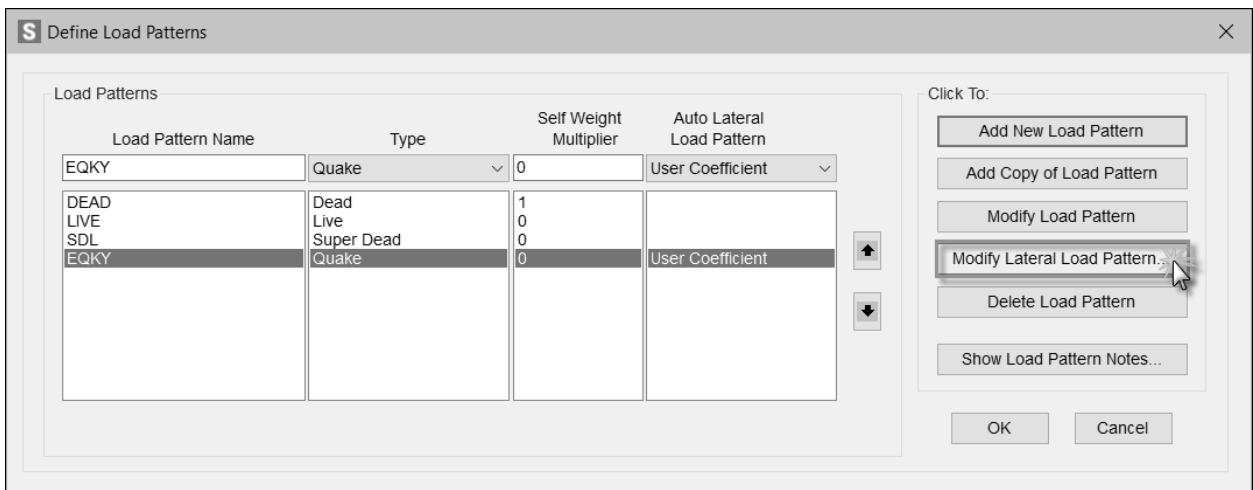 S Define Load Patterns
Load Patterns
Click To:
Load Pattern Name
Type
Self Weight
Multiplier
Auto Lateral
Load Pattern
EQKY Quake 0 User Coefficient
DEAD Dead 1
LIVE Live 0
SDL Super Dead 0
EQKY Quake 0 User Coefficient
Add New Load Pattern
Add Copy of Load Pattern
Modify Load Pattern
Modify Lateral Load Pattern...
Delete Load Pattern
Show Load Pattern Notes...
OK Cancel